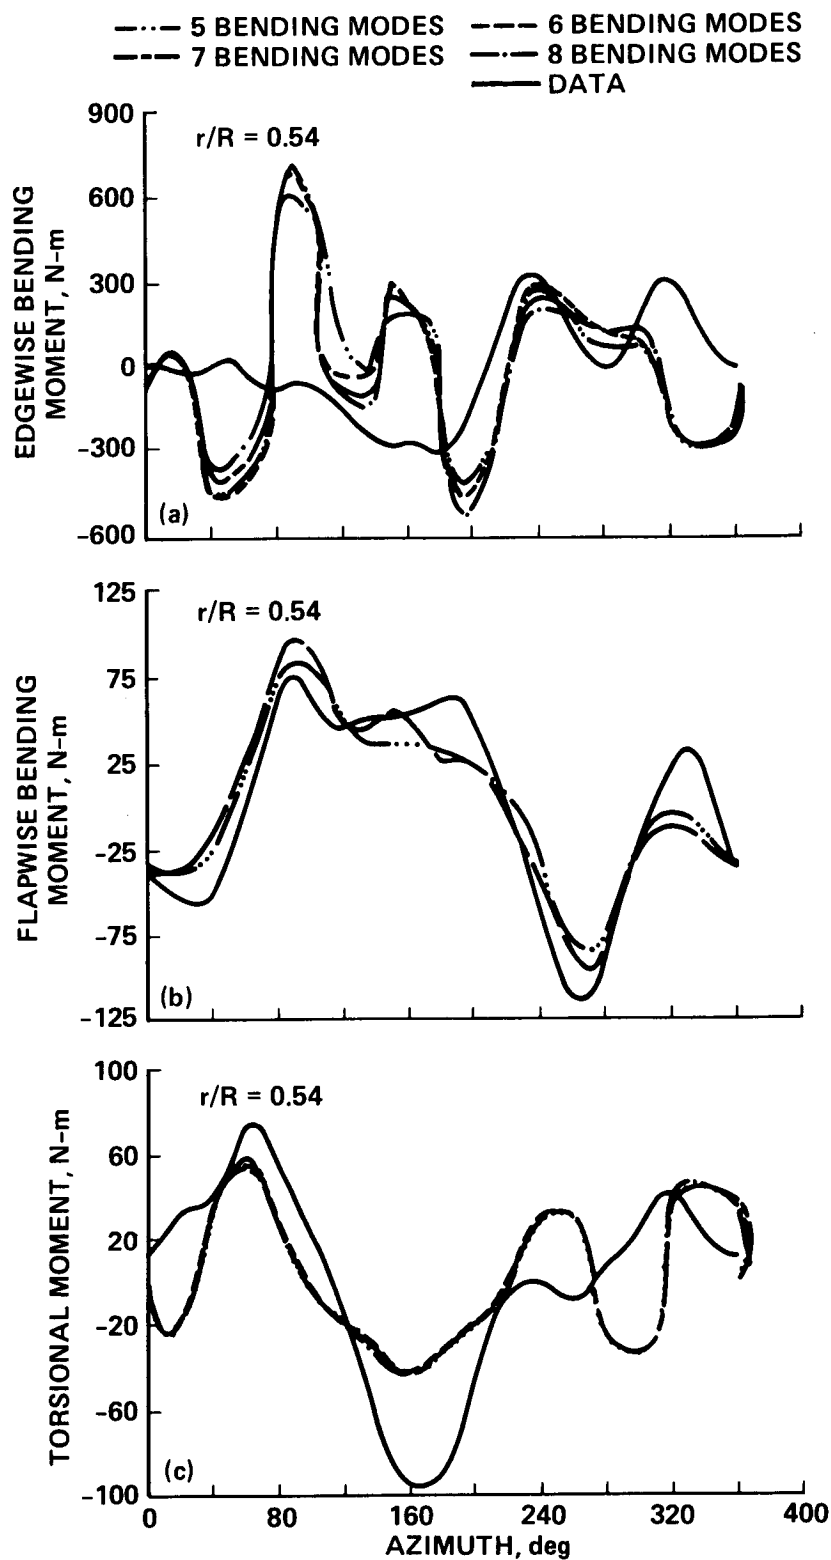 5 BENDING MODES
6 BENDING MODES
7 BENDING MODES
8 BENDING MODES
DATA
EDGEWISE BENDING
MOMENT, N–m
900
600
300
0
–300
–600
r/R = 0.54
(a)
FLAPWISE BENDING
MOMENT, N–m
125
75
25
–25
–75
–125
r/R = 0.54
(b)
TORSIONAL MOMENT, N–m
100
60
20
–20
–60
–100
r/R = 0.54
(c)
0
80
160
240
320
400
AZIMUTH, deg